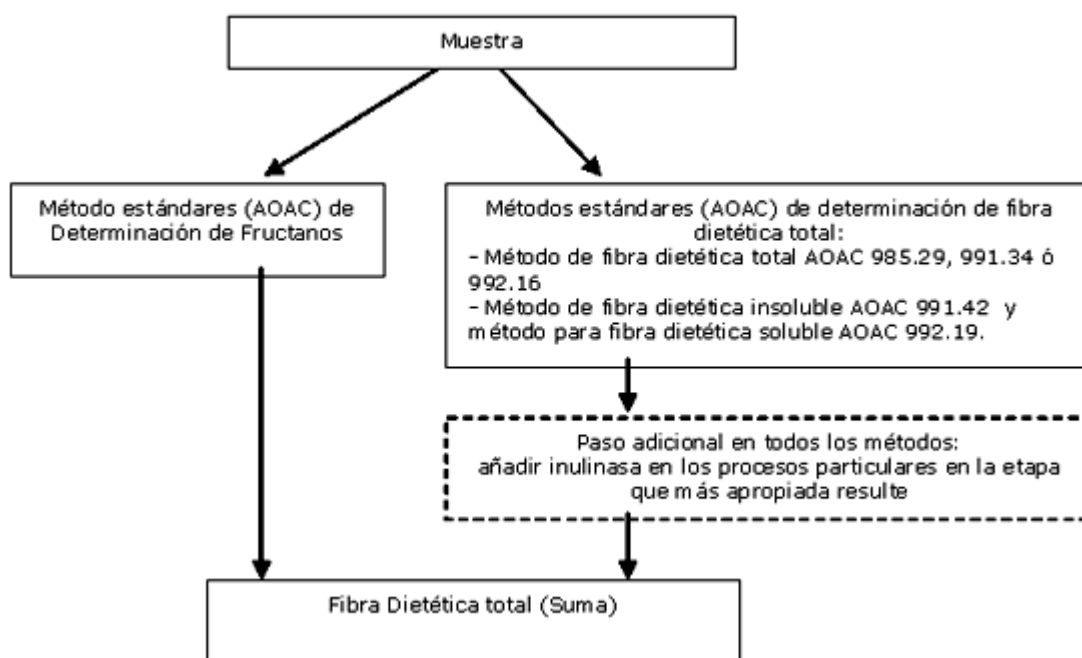 Muestra
Método estándares (AOAC) de
Determinación de Fructanos
Métodos estándares (AOAC) de determinación de fibra
dietética total:
– Método de fibra dietética total AOAC 985.29, 991.34 ó
992.16
– Método de fibra dietética insoluble AOAC 991.42 y
método para fibra dietética soluble AOAC 992.19.
Paso adicional en todos los métodos:
añadir inulinasa en los procesos particulares en la etapa
que más apropiada resulte
Fibra Dietética total (Suma)